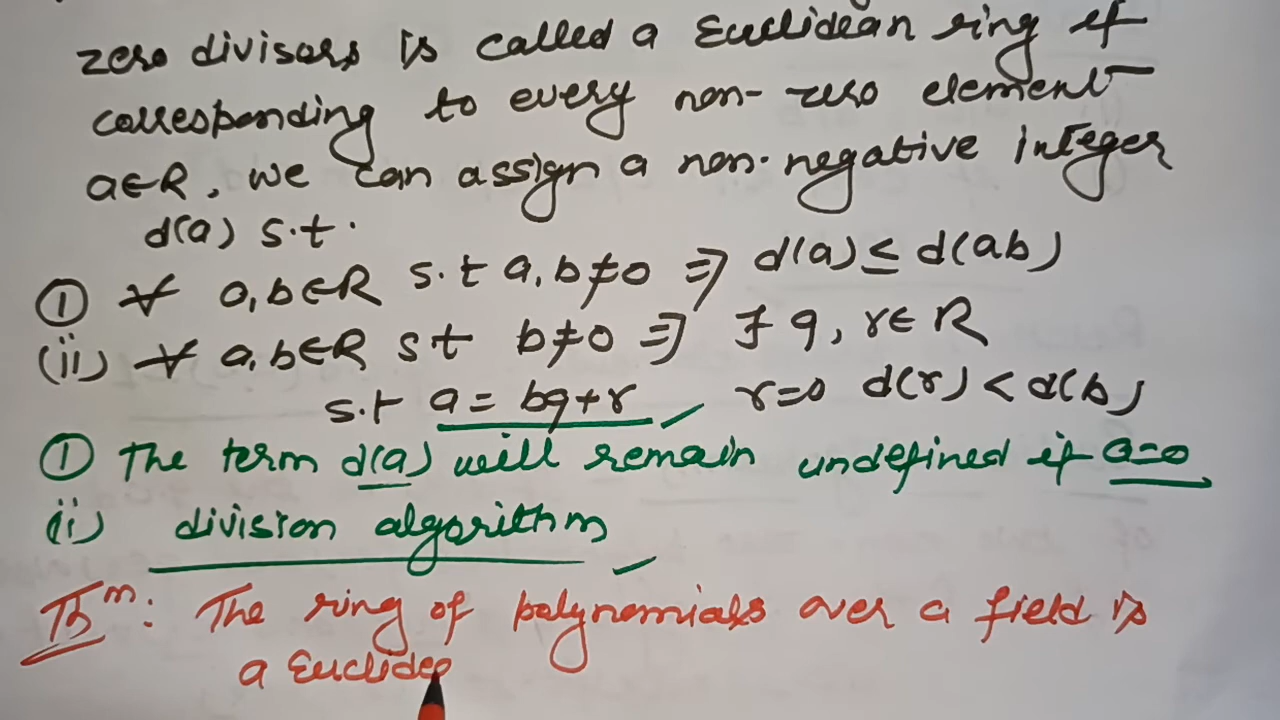 zero divisors is called a Euclidean ring if
corresponding to every non-zero element
a∈R, we can assign a non-negative integer
d(a) s.t.
① ∀ a,b∈R s.t a,b≠0 ⇒ d(a)≤d(ab)
(ii) ∀ a,b∈R st b≠0 ⇒ ∃ q, r∈R
s.t a = bq+r r=0 d(r)<d(b)
① The term d(a) will remain undefined if a=0
(ii) division algorithm
Thm: The ring of polynomials over a field is
a Euclidea